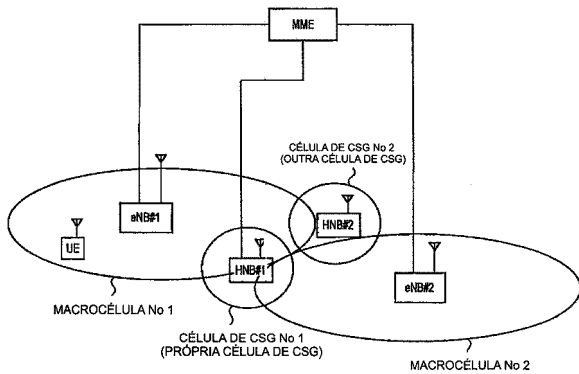 MME
CÉLULA DE CSG No 2
(OUTRA CÉLULA DE CSG)
eNB#1
HNB#2
UE
HNB#1
eNB#2
MACROCÉLULA No 1
CÉLULA DE CSG No 1
(PRÓPRIA CÉLULA DE CSG)
MACROCÉLULA No 2